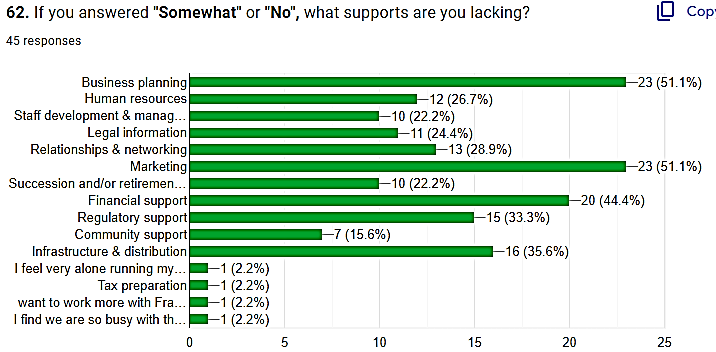 62. If you answered "Somewhat" or "No", what supports are you lacking?
Copy
45 responses
Business planning 23 (51.1%)
Human resources 12 (26.7%)
Staff development & manag... 10 (22.2%)
Legal information 11 (24.4%)
Relationships & networking 13 (28.9%)
Marketing 23 (51.1%)
Succession and/or retiremen... 10 (22.2%)
Financial support 20 (44.4%)
Regulatory support 15 (33.3%)
Community support 7 (15.6%)
Infrastructure & distribution 16 (35.6%)
I feel very alone running my... 1 (2.2%)
Tax preparation 1 (2.2%)
want to work more with Fra... 1 (2.2%)
I find we are so busy with th... 1 (2.2%)
0 5 10 15 20 25